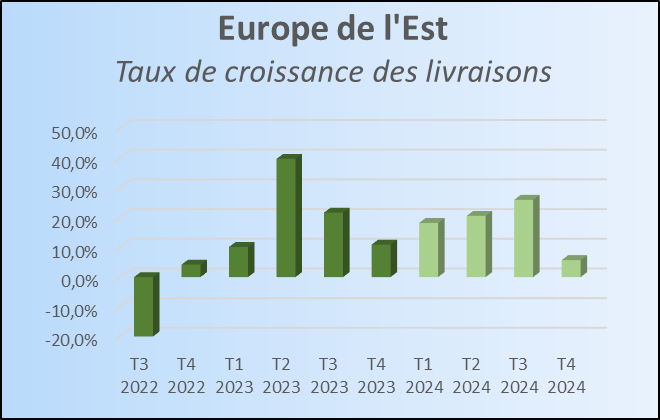 Europe de l'Est
Taux de croissance des livraisons
50,0%
40,0%
30,0%
20,0%
10,0%
0,0%
-10,0%
-20,0%
T3 T4 T1 T2 T3 T4 T1 T2 T3 T4
2022 2022 2023 2023 2023 2023 2024 2024 2024 2024